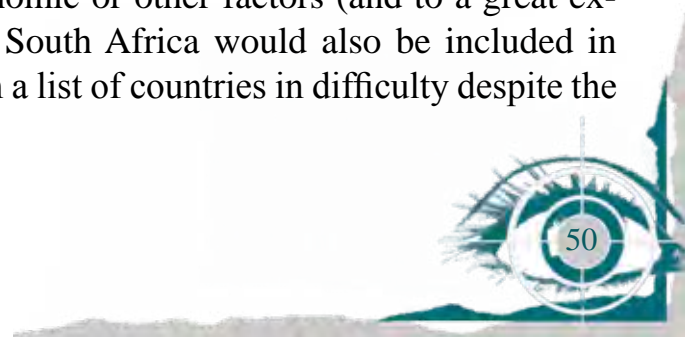 or other factors (and to a great ex-
South Africa would also be included in
a list of countries in difficulty despite the
50